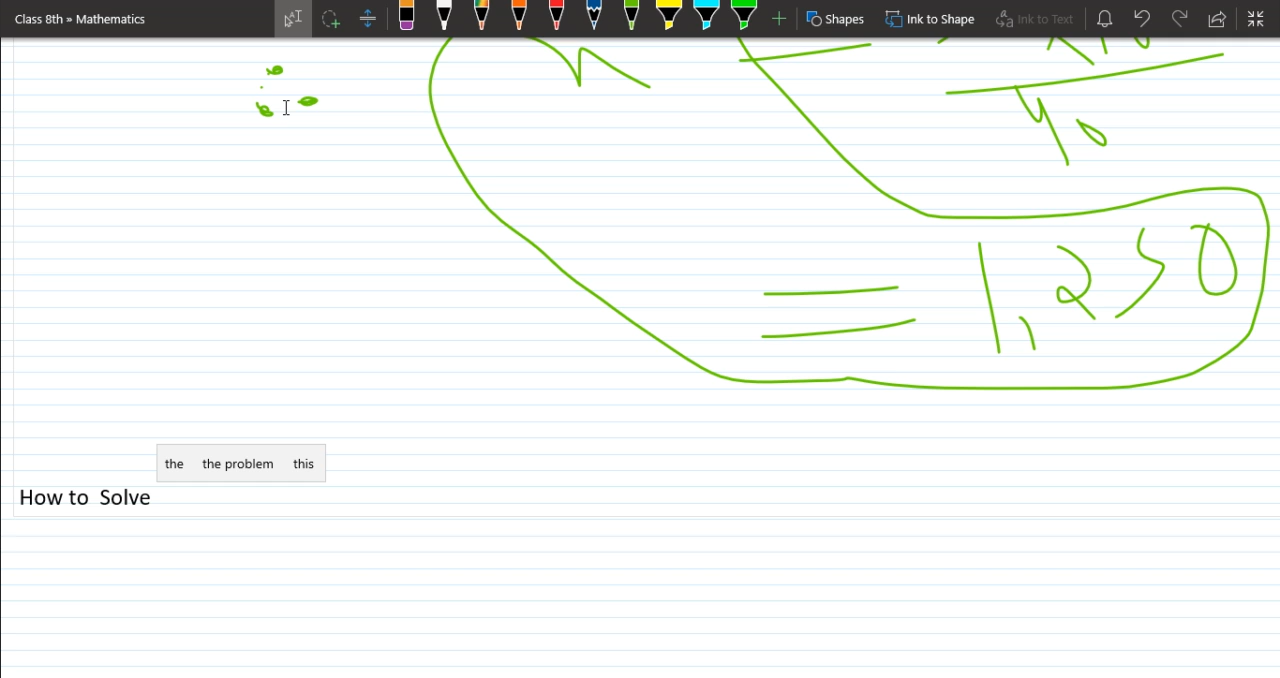 Class 8th » Mathematics
Shapes
Ink to Shape
Ink to Text
40
= 1,250
the the problem this
How to Solve